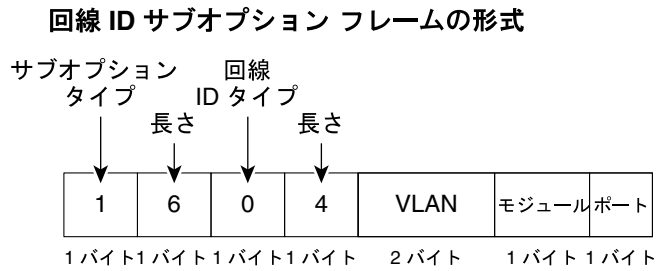 回線 ID サブオプション フレームの形式
サブオプション
タイプ
回線
ID タイプ
長さ
長さ
1 6 0 4 VLAN モジュール ポート
1 バイト 1 バイト 1 バイト 1 バイト 2 バイト 1 バイト 1 バイト